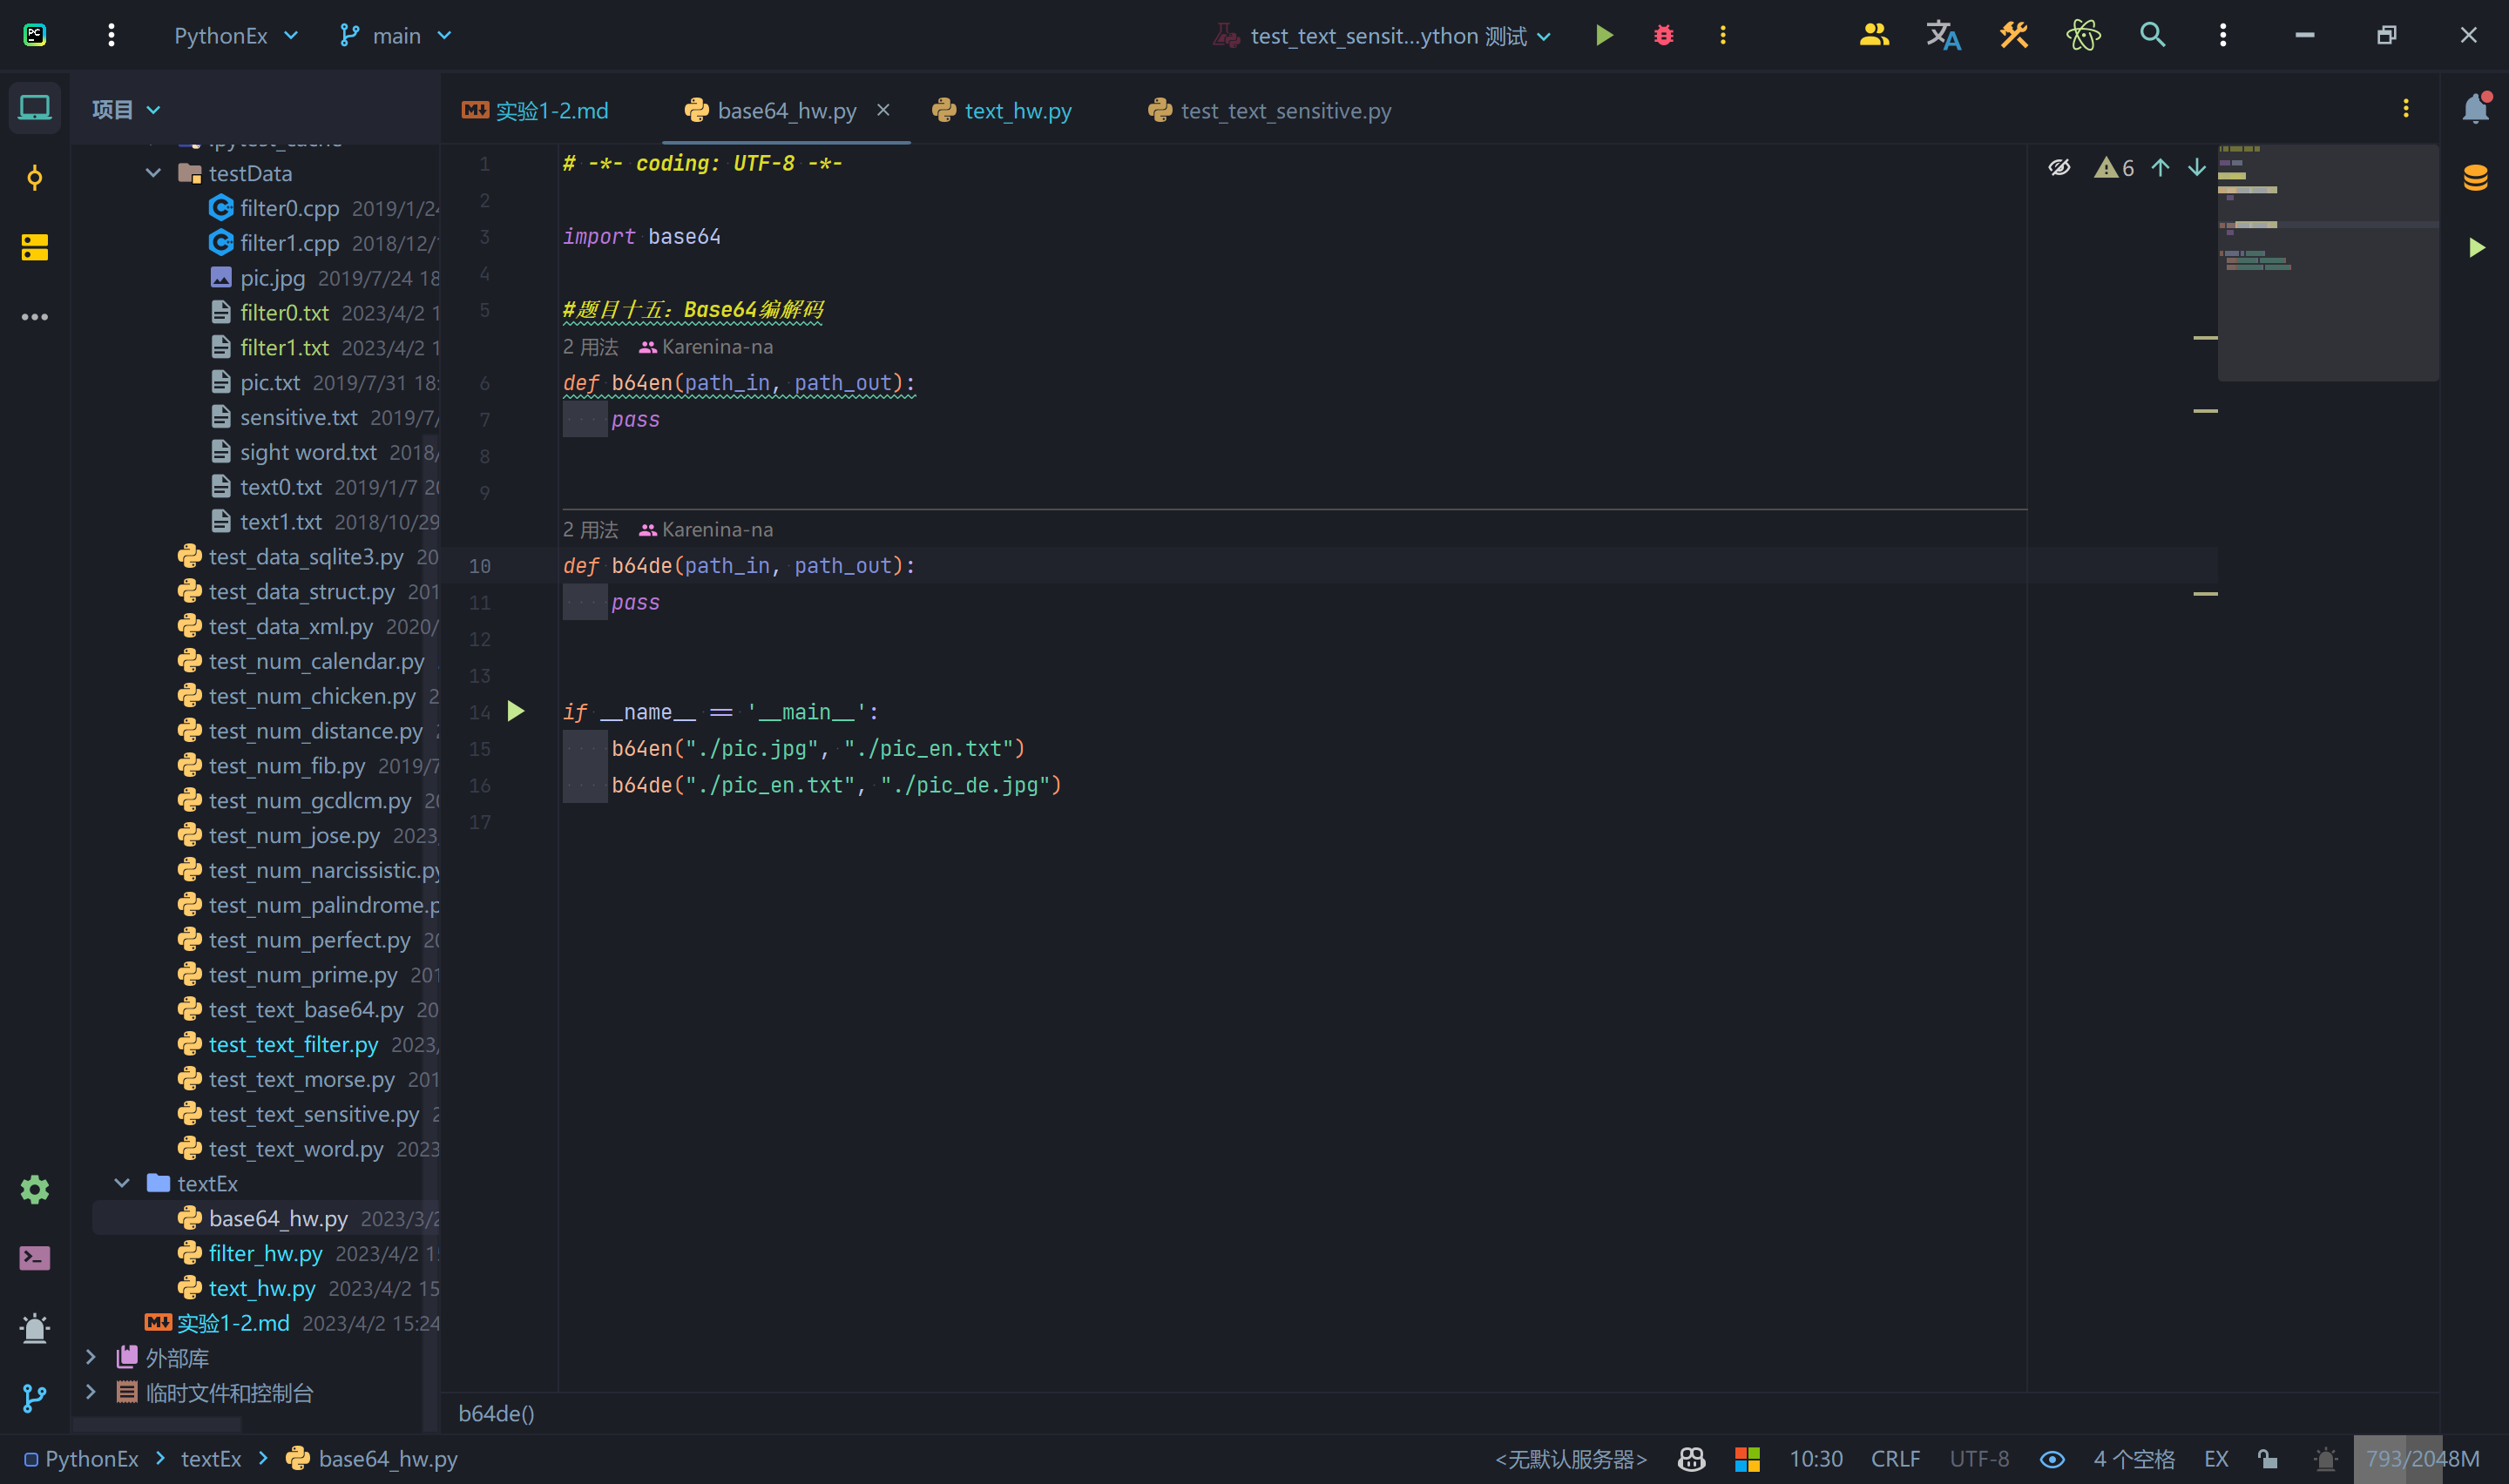 PC
PythonEx
main
test_text_sensit...ython 测试
项目
实验1-2.md
base64_hw.py
text_hw.py
test_text_sensitive.py
testData
filter0.cpp 2019/1/24
filter1.cpp 2018/12/
pic.jpg 2019/7/24 18
filter0.txt 2023/4/2 1
filter1.txt 2023/4/2 1
pic.txt 2019/7/31 18:
sensitive.txt 2019/7/
sight word.txt 2018/
text0.txt 2019/1/7 20
text1.txt 2018/10/29
test_data_sqlite3.py 20
test_data_struct.py 201
test_data_xml.py 2020/
test_num_calendar.py
test_num_chicken.py 2
test_num_distance.py
test_num_fib.py 2019/7
test_num_gcdlcm.py 20
test_num_jose.py 2023
test_num_narcissistic.py
test_num_palindrome.p
test_num_perfect.py 20
test_num_prime.py 201
test_text_base64.py 20
test_text_filter.py 2023/
test_text_morse.py 201
test_text_sensitive.py 2
test_text_word.py 2023
textEx
base64_hw.py 2023/3/2
filter_hw.py 2023/4/2 1
text_hw.py 2023/4/2 15
实验1-2.md 2023/4/2 15:24
外部库
临时文件和控制台
1 # -*- coding: UTF-8 -*-
2
3 import base64
4
5 #题目十五：Base64编解码
2 用法 Karenina-na
6 def b64en(path_in, path_out):
7 pass
8
9
2 用法 Karenina-na
10 def b64de(path_in, path_out):
11 pass
12
13
14 if __name__ == '__main__':
15 b64en("./pic.jpg", "./pic_en.txt")
16 b64de("./pic_en.txt", "./pic_de.jpg")
17
6
b64de()
PythonEx > textEx > base64_hw.py
<无默认服务器> 10:30 CRLF UTF-8 4 个空格 EX 793/2048M